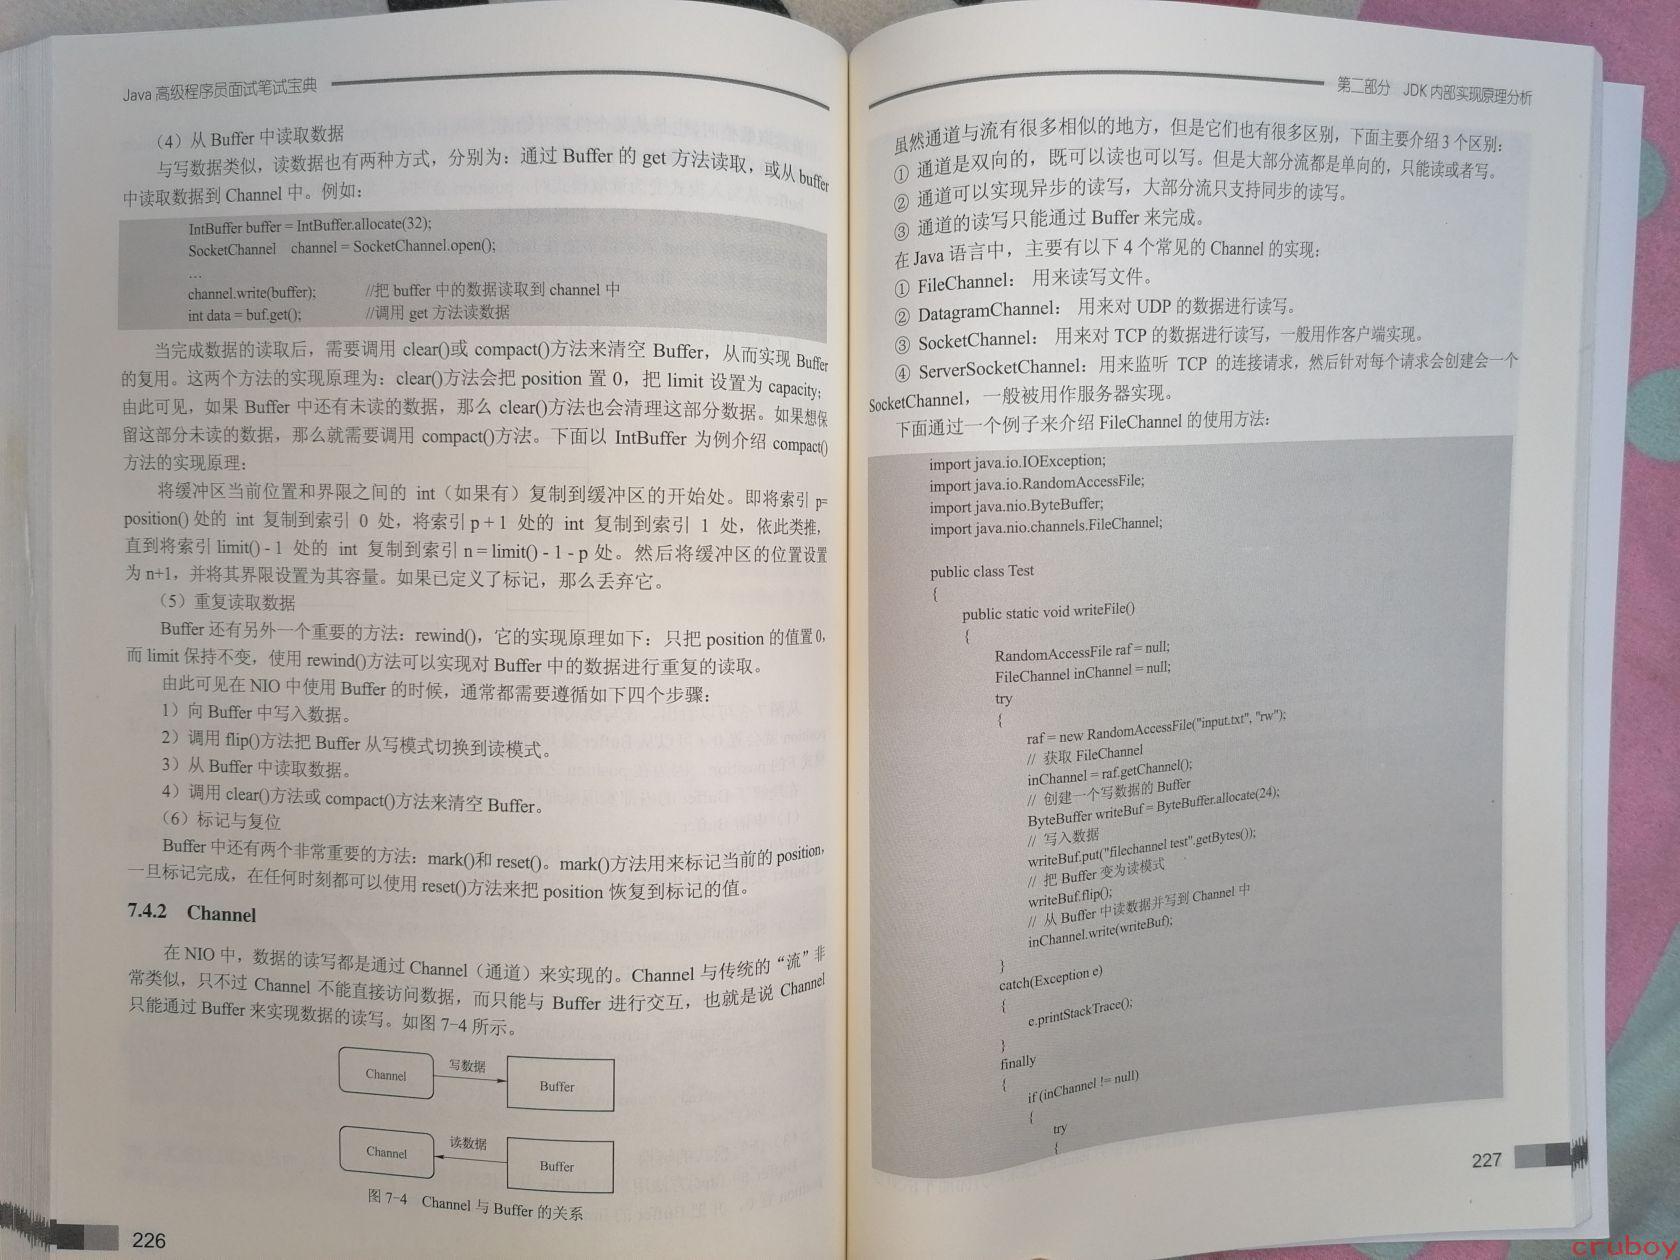 Java 高级程序员面试笔试宝典
（4）从 Buffer 中读取数据
与写数据类似，读数据也有两种方式，分别为：通过 Buffer 的 get 方法读取，或从 buffer
中读取数据到 Channel 中。例如：
IntBuffer buffer = IntBuffer.allocate(32);
SocketChannel channel = SocketChannel.open();
…
channel.write(buffer); //把 buffer 中的数据读取到 channel 中
int data = buf.get(); //调用 get 方法读数据
当完成数据的读取后，需要调用 clear()或 compact()方法来清空 Buffer，从而实现 Buffer
的复用。这两个方法的实现原理为：clear()方法会把 position 置 0，把 limit 设置为 capacity；
由此可见，如果 Buffer 中还有未读的数据，那么 clear()方法也会清理这部分数据。如果想保
留这部分未读的数据，那么就需要调用 compact()方法。下面以 IntBuffer 为例介绍 compact()
方法的实现原理：
将缓冲区当前位置和界限之间的 int（如果有）复制到缓冲区的开始处。即将索引 p=
position() 处的 int 复制到索引 0 处，将索引 p + 1 处的 int 复制到索引 1 处，依此类推，
直到将索引 limit() - 1 处的 int 复制到索引 n = limit() - 1 - p 处。然后将缓冲区的位置设置
为 n+1，并将其界限设置为其容量。如果已定义了标记，那么丢弃它。
（5）重复读取数据
Buffer 还有另外一个重要的方法：rewind()，它的实现原理如下：只把 position 的值置 0，
而 limit 保持不变，使用 rewind()方法可以实现对 Buffer 中的数据进行重复的读取。
由此可见在 NIO 中使用 Buffer 的时候，通常都需要遵循如下四个步骤：
1）向 Buffer 中写入数据。
2）调用 flip()方法把 Buffer 从写模式切换到读模式。
3）从 Buffer 中读取数据。
4）调用 clear()方法或 compact()方法来清空 Buffer。
（6）标记与复位
Buffer 中还有两个非常重要的方法：mark()和 reset()。mark()方法用来标记当前的 position，
一旦标记完成，在任何时刻都可以使用 reset()方法来把 position 恢复到标记的值。
7.4.2 Channel
在 NIO 中，数据的读写都是通过 Channel（通道）来实现的。Channel 与传统的“流”非
常类似，只不过 Channel 不能直接访问数据，而只能与 Buffer 进行交互，也就是说 Channel
只能通过 Buffer 来实现数据的读写。如图 7-4 所示。
Channel 写数据 Buffer
Channel 读数据 Buffer
图 7-4 Channel 与 Buffer 的关系
226
第二部分 JDK 内部实现原理分析
虽然通道与流有很多相似的地方，但是它们也有很多区别，下面主要介绍 3 个区别：
① 通道是双向的，既可以读也可以写。但是大部分流都是单向的，只能读或者写。
② 通道可以实现异步的读写，大部分流只支持同步的读写。
③ 通道的读写只能通过 Buffer 来完成。
在 Java 语言中，主要有以下 4 个常见的 Channel 的实现：
① FileChannel： 用来读写文件。
② DatagramChannel： 用来对 UDP 的数据进行读写。
③ SocketChannel： 用来对 TCP 的数据进行读写，一般用作客户端实现。
④ ServerSocketChannel：用来监听 TCP 的连接请求，然后针对每个请求会创建会一个
SocketChannel，一般被用作服务器实现。
下面通过一个例子来介绍 FileChannel 的使用方法：
import java.io.IOException;
import java.io.RandomAccessFile;
import java.nio.ByteBuffer;
import java.nio.channels.FileChannel;
public class Test
{
public static void writeFile()
{
RandomAccessFile raf = null;
FileChannel inChannel = null;
try
{
raf = new RandomAccessFile("input.txt", "rw");
// 获取 FileChannel
inChannel = raf.getChannel();
// 创建一个写数据的 Buffer
ByteBuffer writeBuf = ByteBuffer.allocate(24);
// 写入数据
writeBuf.put("filechannel test".getBytes());
// 把 Buffer 变为读模式
writeBuf.flip();
// 从 Buffer 中读数据并写到 Channel 中
inChannel.write(writeBuf);
}
catch(Exception e)
{
e.printStackTrace();
}
finally
{
if (inChannel != null)
{
try
{
227
cruboy